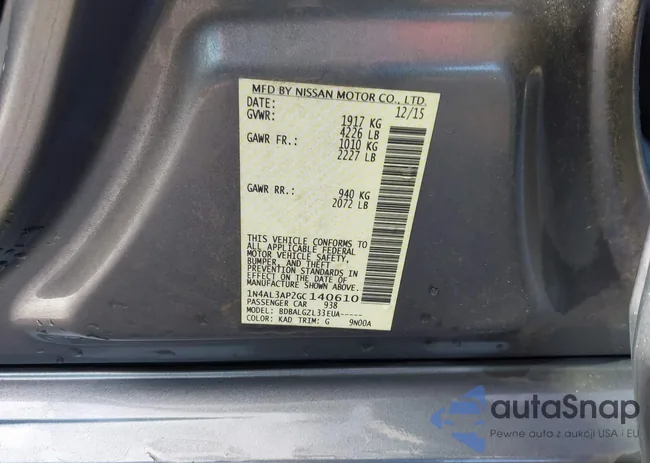 MFD BY NISSAN MOTOR CO., LTD.
DATE: 12/15
GVWR: 1917 KG
4226 LB
GAWR FR.: 1010 KG
2227 LB
GAWR RR.: 940 KG
2072 LB
THIS VEHICLE CONFORMS TO
ALL APPLICABLE FEDERAL
MOTOR VEHICLE SAFETY,
BUMPER, AND THEFT
PREVENTION STANDARDS IN
EFFECT ON THE DATE OF
MANUFACTURE SHOWN ABOVE.
1N4AL3AP2GC140610
PASSENGER CAR 938
MODEL: BDBALGZL33EUA-----
COLOR: KAD TRIM: G 9N00A
autaSnap
Pewne auta z aukcji USA i EU